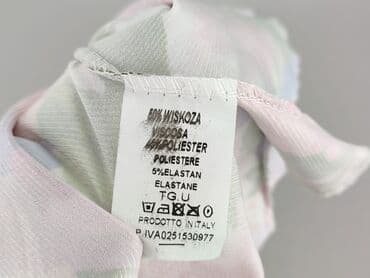 WISKOZA
VISCOSA
POLIESTER
POLIESTERE
5%ELASTAN
ELASTANE
TG.U
PRODOTTO IN ITALY
P.IVA0251530977